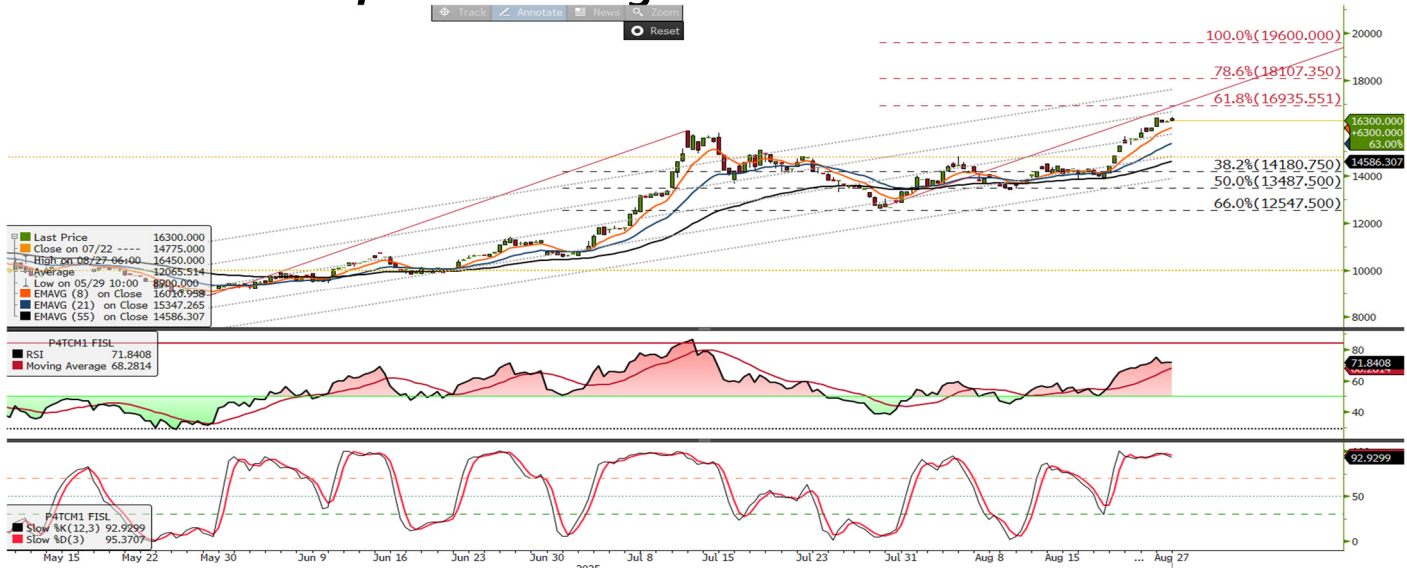 Track Annotate News Zoom
Reset
100.0%(19600.000)
78.6%(18107.350)
61.8%(16935.551)
38.2%(14180.750)
50.0%(13487.500)
66.0%(12547.500)
20000
18000
16300.000
+6300.000
63.00%
14586.307
14000
12000
10000
8000
Last Price 16300.000
Close on 07/22 ---- 14775.000
High on 08/27 06:00 16450.000
Average 12065.514
Low on 05/29 10:00 8900.000
EMAVG (8) on Close 16010.958
EMAVG (21) on Close 15347.265
EMAVG (55) on Close 14586.307
P4TCM1 FISL
RSI 71.8408
Moving Average 68.2814
80
71.8408
68.2814
60
40
P4TCM1 FISL
Slow %K(12,3) 92.9299
Slow %D(3) 95.3707
92.9299
50
0
May 15 May 22 May 30 Jun 9 Jun 16 Jun 23 Jun 30 Jul 8 Jul 15 Jul 23 Jul 31 Aug 8 Aug 15 ... Aug 27
2025